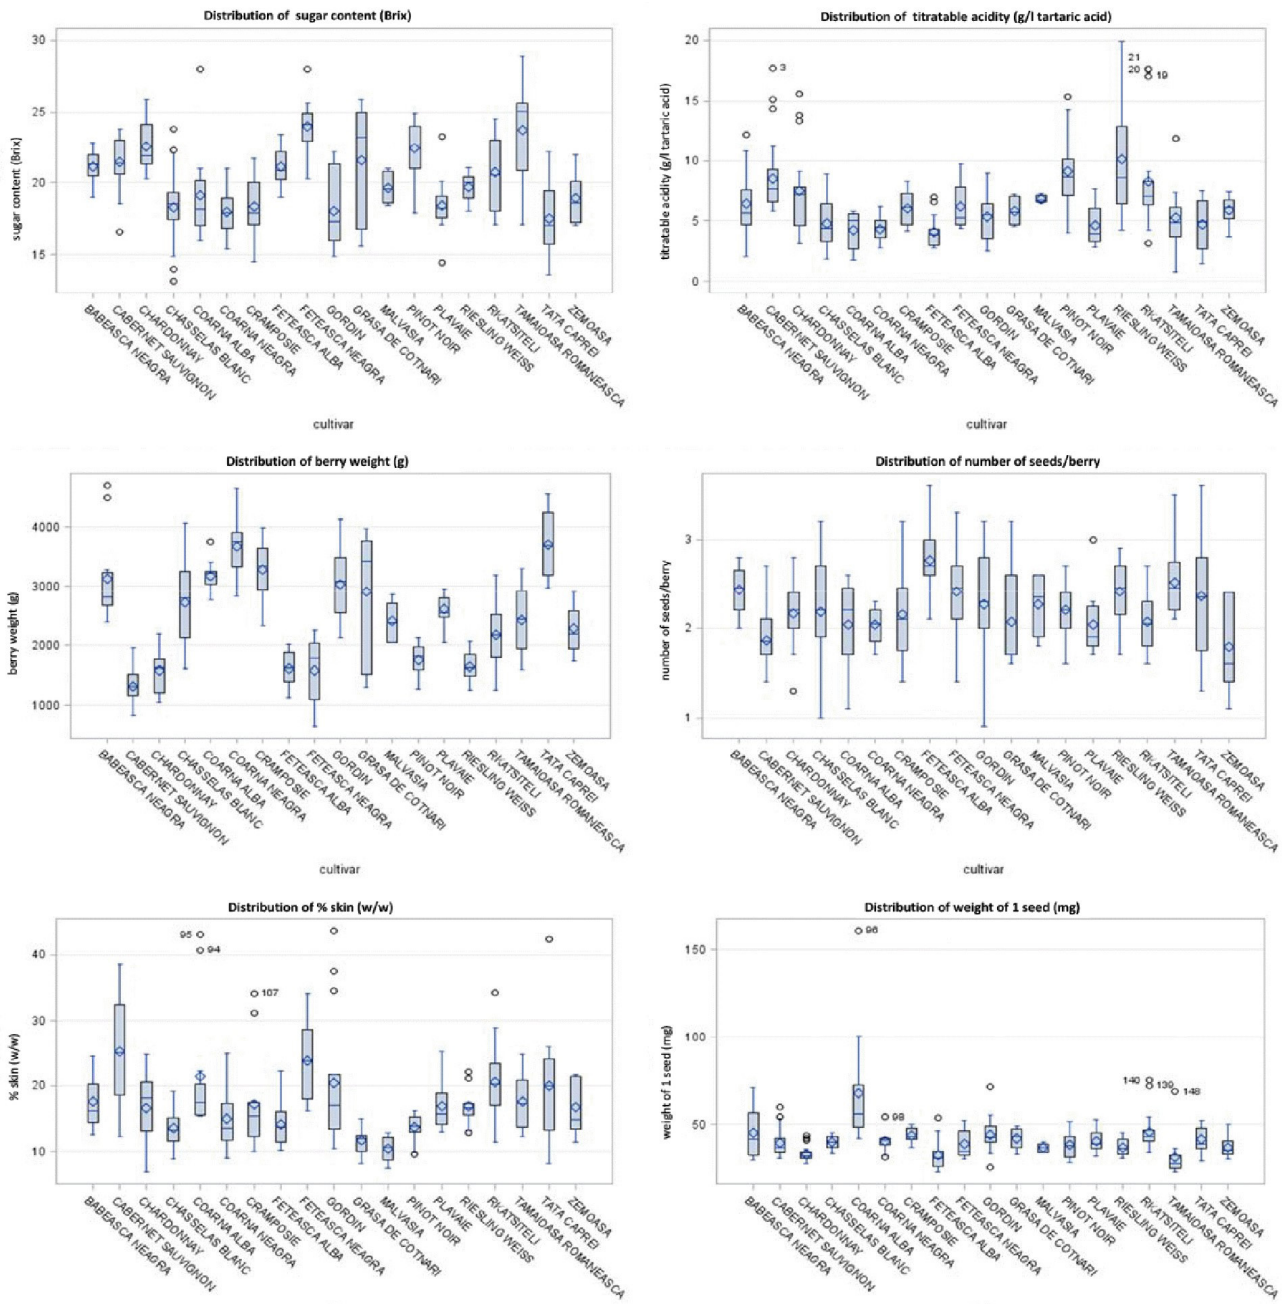 Distribution of sugar content (Brix)
sugar content (Brix)
30
25
20
15
BABEASCA NEAGRA
CABERNET SAUVIGNON
CHARDONNAY
CHASSELAS BLANC
COARNA ALBA
COARNA NEAGRA
CRAMPOSIE
FETEASCA ALBA
FETEASCA NEAGRA
GORDIN
GRASA DE COTNARI
MALVASIA
PINOT NOIR
PLAVAIE
RIESLING WEISS
RKATSITELI
TAMAIOASA ROMANEASCA
TATA CAPREI
ZEMOASA
cultivar
Distribution of titratable acidity (g/l tartaric acid)
titratable acidity (g/l tartaric acid)
20
15
10
5
0
3
21
20
19
BABEASCA NEAGRA
CABERNET SAUVIGNON
CHARDONNAY
CHASSELAS BLANC
COARNA ALBA
COARNA NEAGRA
CRAMPOSIE
FETEASCA ALBA
FETEASCA NEAGRA
GORDIN
GRASA DE COTNARI
MALVASIA
PINOT NOIR
PLAVAIE
RIESLING WEISS
RKATSITELI
TAMAIOASA ROMANEASCA
TATA CAPREI
ZEMOASA
cultivar
Distribution of berry weight (g)
berry weight (g)
4000
3000
2000
1000
BABEASCA NEAGRA
CABERNET SAUVIGNON
CHARDONNAY
CHASSELAS BLANC
COARNA ALBA
COARNA NEAGRA
CRAMPOSIE
FETEASCA ALBA
FETEASCA NEAGRA
GORDIN
GRASA DE COTNARI
MALVASIA
PINOT NOIR
PLAVAIE
RIESLING WEISS
RKATSITELI
TAMAIOASA ROMANEASCA
TATA CAPREI
ZEMOASA
cultivar
Distribution of number of seeds/berry
number of seeds/berry
3
2
1
BABEASCA NEAGRA
CABERNET SAUVIGNON
CHARDONNAY
CHASSELAS BLANC
COARNA ALBA
COARNA NEAGRA
CRAMPOSIE
FETEASCA ALBA
FETEASCA NEAGRA
GORDIN
GRASA DE COTNARI
MALVASIA
PINOT NOIR
PLAVAIE
RIESLING WEISS
RKATSITELI
TAMAIOASA ROMANEASCA
TATA CAPREI
ZEMOASA
cultivar
Distribution of % skin (w/w)
% skin (w/w)
40
30
20
10
95
94
107
BABEASCA NEAGRA
CABERNET SAUVIGNON
CHARDONNAY
CHASSELAS BLANC
COARNA ALBA
COARNA NEAGRA
CRAMPOSIE
FETEASCA ALBA
FETEASCA NEAGRA
GORDIN
GRASA DE COTNARI
MALVASIA
PINOT NOIR
PLAVAIE
RIESLING WEISS
RKATSITELI
TAMAIOASA ROMANEASCA
TATA CAPREI
ZEMOASA
Distribution of weight of 1 seed (mg)
weight of 1 seed (mg)
150
100
50
96
98
140
139
148
BABEASCA NEAGRA
CABERNET SAUVIGNON
CHARDONNAY
CHASSELAS BLANC
COARNA ALBA
COARNA NEAGRA
CRAMPOSIE
FETEASCA ALBA
FETEASCA NEAGRA
GORDIN
GRASA DE COTNARI
MALVASIA
PINOT NOIR
PLAVAIE
RIESLING WEISS
RKATSITELI
TAMAIOASA ROMANEASCA
TATA CAPREI
ZEMOASA